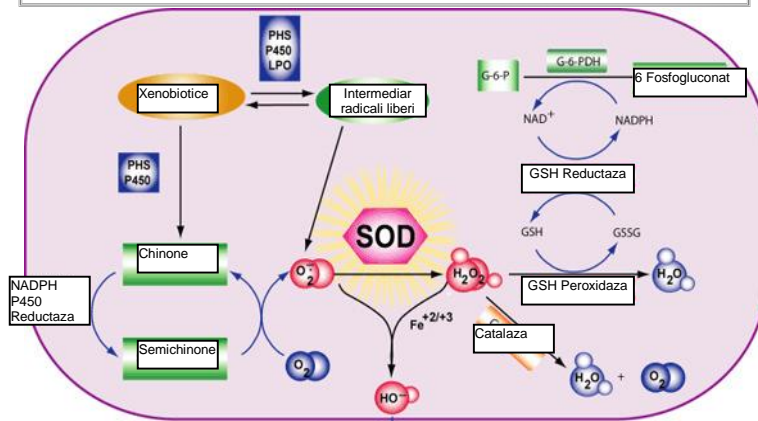 PHS
P450
LPO
Xenobiotice
Intermediar
radicali liberi
G-6-P
G-6-PDH
6 Fosfogluconat
NAD+
NADPH
PHS
P450
GSH Reductaza
SOD
GSH
GSSG
Chinone
O2-
H2O2
GSH Peroxidaza
H2O
NADPH
P450
Reductaza
Fe+2/+3
Catalaza
Semichinone
O2
H2O + O2
HO-